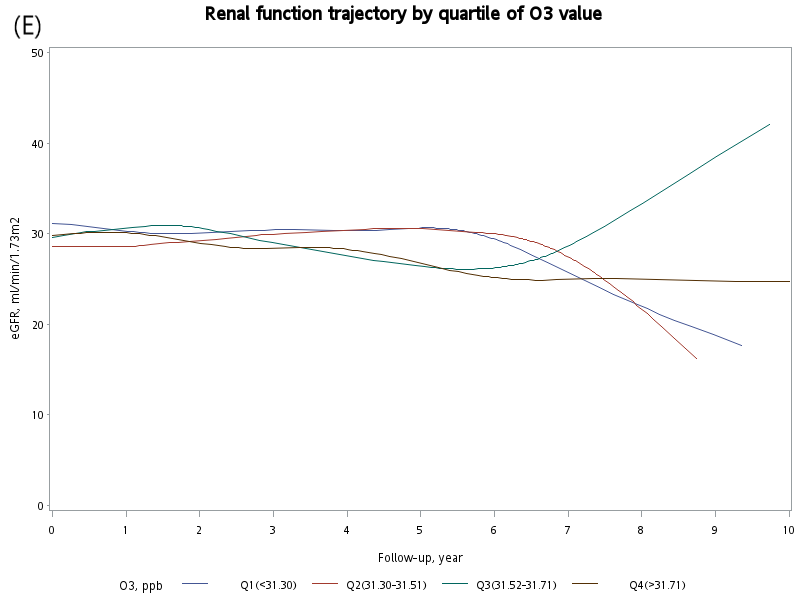 (E)
Renal function trajectory by quartile of O3 value
50
40
30
20
10
0
eGFR, ml/min/1.73m2
0 1 2 3 4 5 6 7 8 9 10
Follow-up, year
O3, ppb Q1(<31.30) Q2(31.30-31.51) Q3(31.52-31.71) Q4(>31.71)